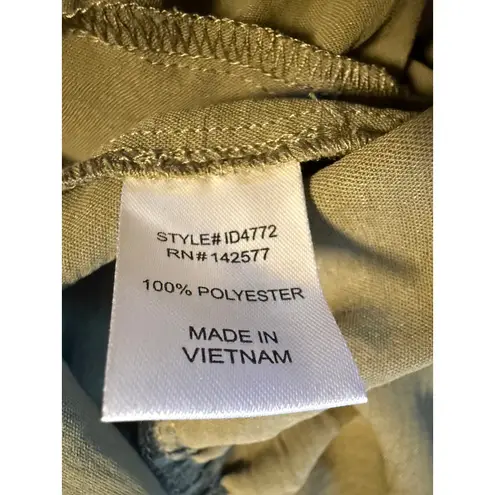 STYLE# ID4772
RN# 142577
100% POLYESTER
MADE IN
VIETNAM